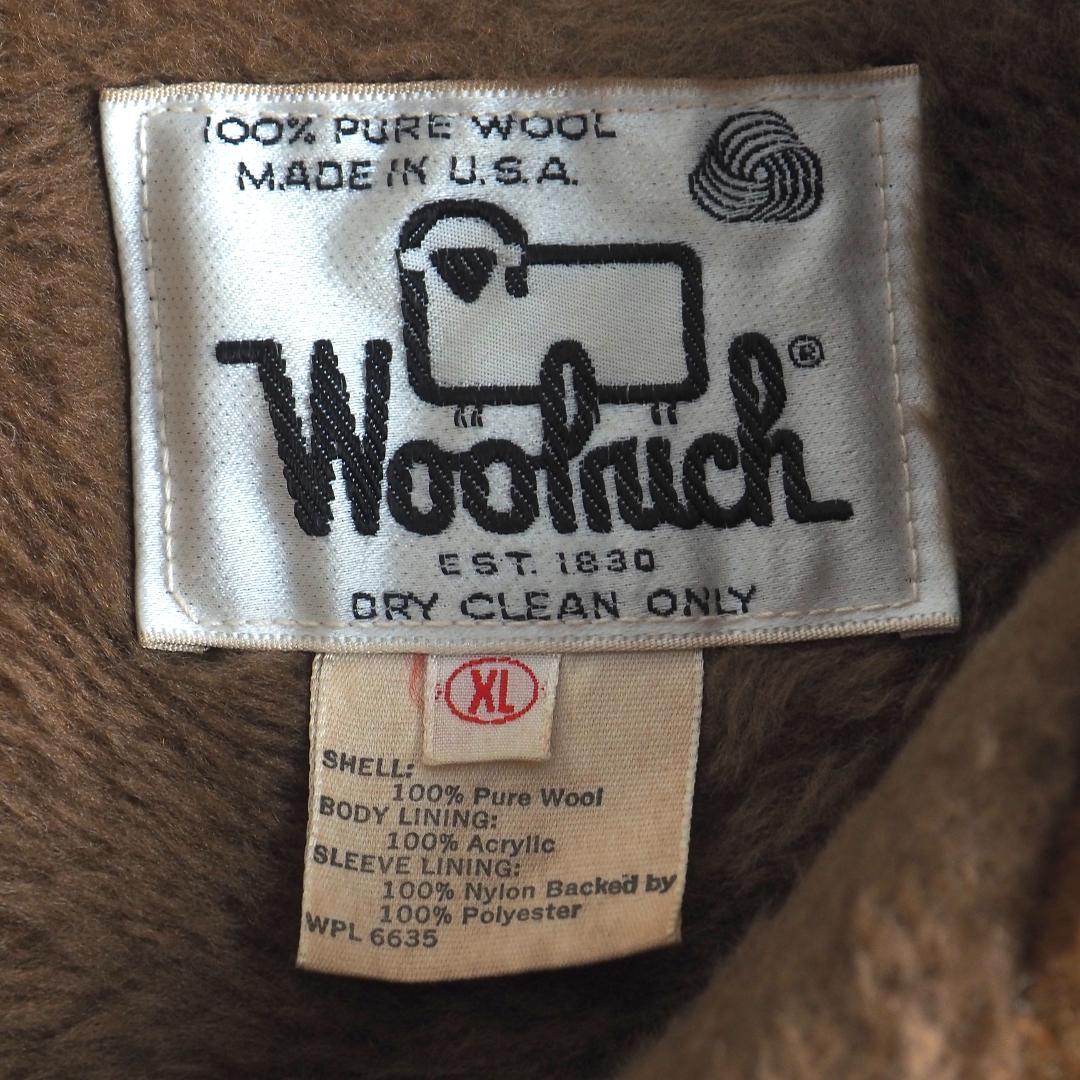 100% PURE WOOL
MADE IN U.S.A.
Woolrich®
EST. 1830
DRY CLEAN ONLY
XL
SHELL:
100% Pure Wool
BODY LINING:
100% Acrylic
SLEEVE LINING:
100% Nylon Backed by
100% Polyester
WPL 6635